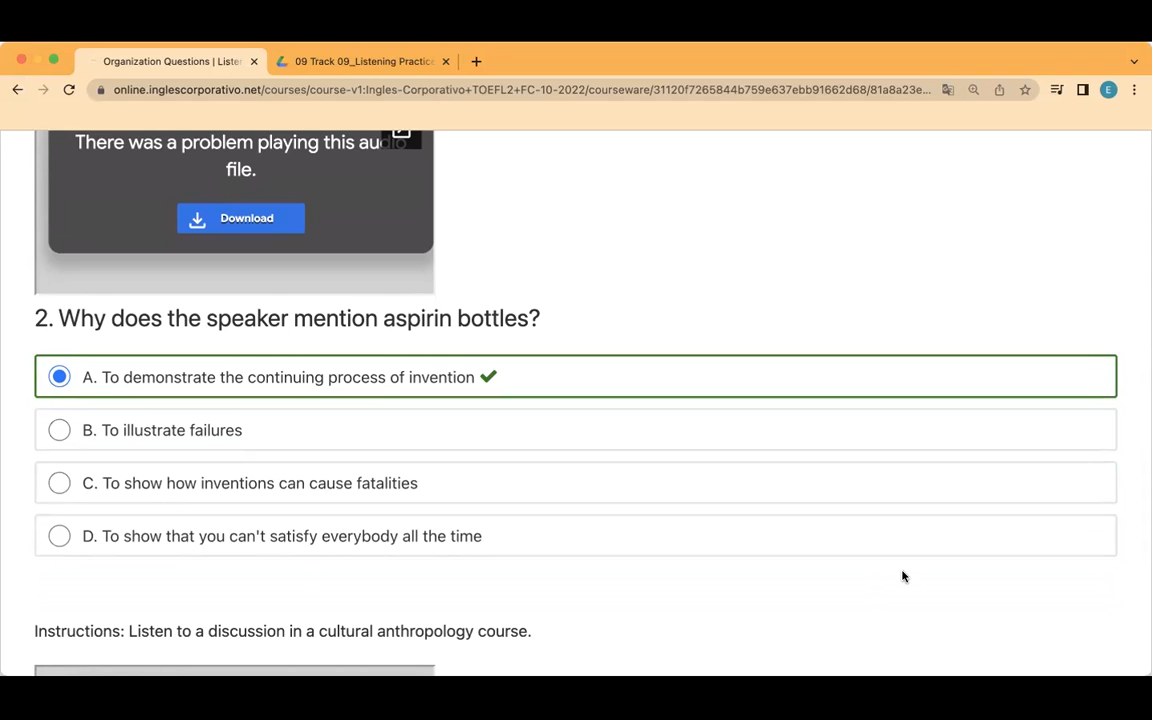 Organization Questions | Liste
09 Track 09_Listening Practice
online.inglescorporativo.net/courses/course-v1:Ingles-Corporativo+TOEFL2+FC-10-2022/courseware/31120f7265844b759e637ebb91662d68/81a8a23e...
E
There was a problem playing this audio
file.
Download
2. Why does the speaker mention aspirin bottles?
A. To demonstrate the continuing process of invention
B. To illustrate failures
C. To show how inventions can cause fatalities
D. To show that you can't satisfy everybody all the time
Instructions: Listen to a discussion in a cultural anthropology course.